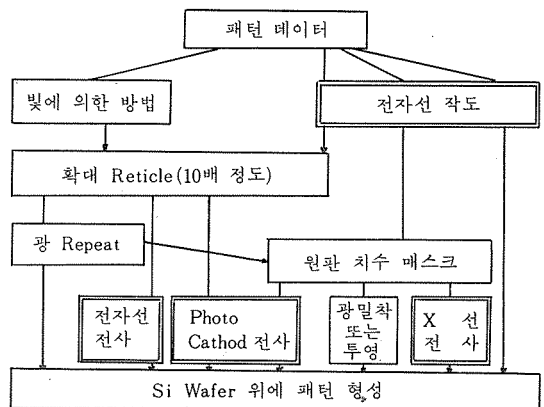 패턴 데이터
빛에 의한 방법
전자선 작도
확대 Reticle(10배 정도)
광 Repeat
원판 치수 매스크
전자선
전사
Photo
Cathod 전사
광밀착
또는
투영
X 선
전 사
Si Wafer 위에 패턴 형성